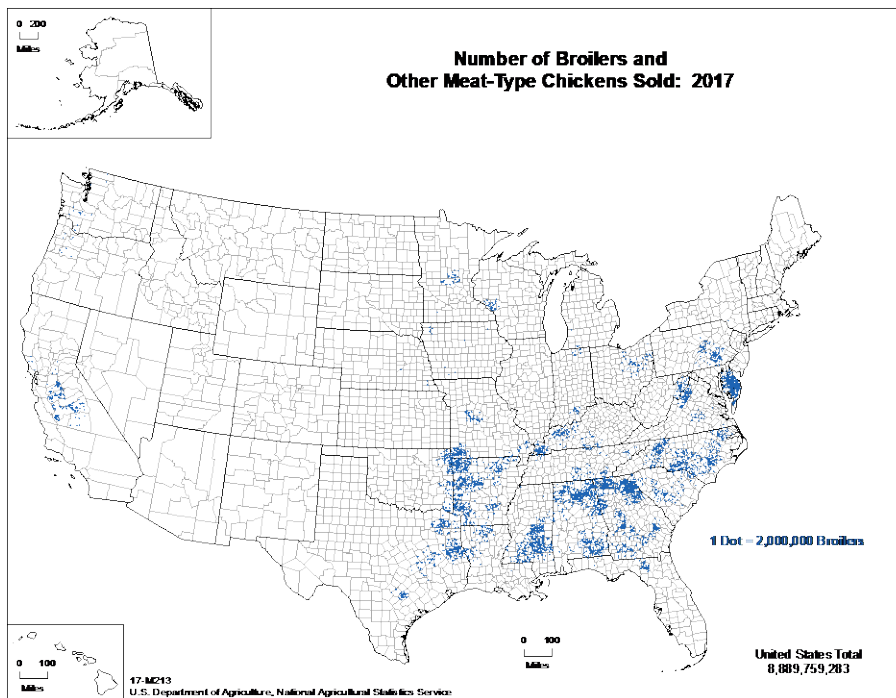 0 200
Miles
Number of Broilers and
Other Meat-Type Chickens Sold: 2017
1 Dot = 2,000,000 Broilers
0 100
Miles
0 100
Miles
United States Total
8,889,759,283
17-M213
U.S. Department of Agriculture, National Agricultural Statistics Service